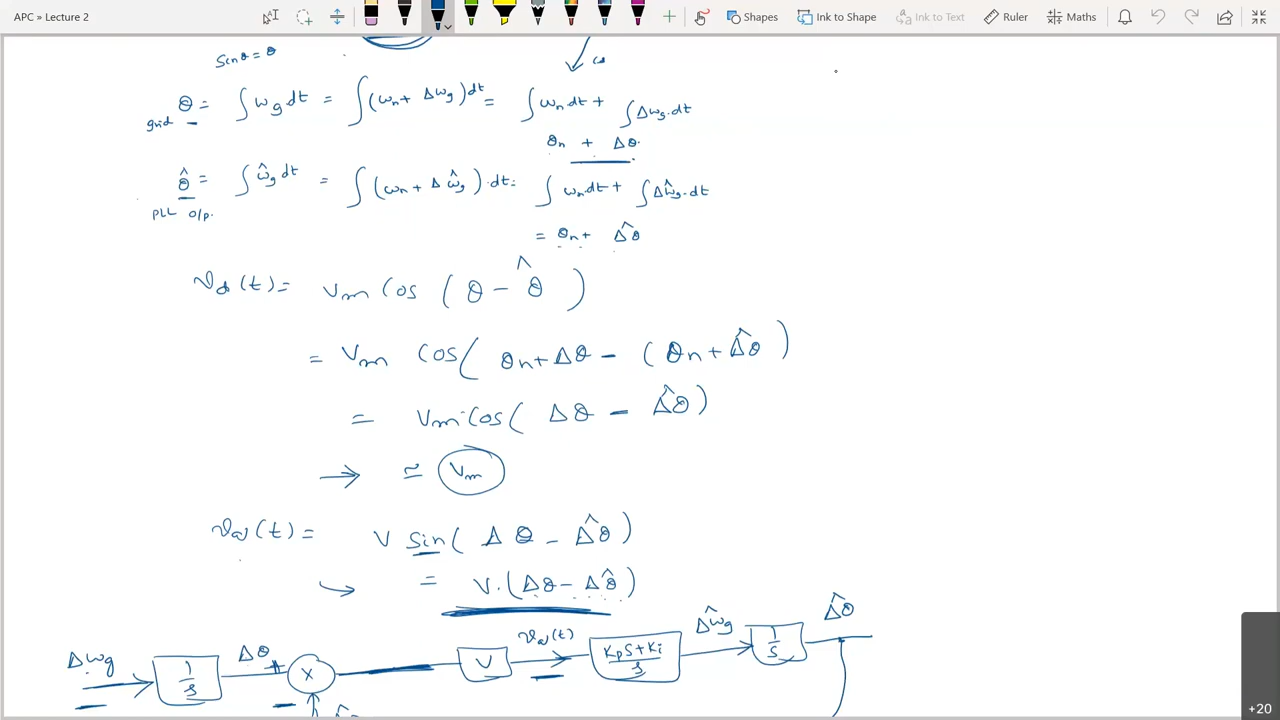 APC » Lecture 2
Shapes
Ink to Shape
Ink to Text
Ruler
Maths
Sinθ = θ
θ = ∫ωg dt = ∫(ωn + Δωg)dt = ∫ωn dt + ∫Δωg.dt
grid
θn + Δθ.
θ̂ = ∫ω̂g dt = ∫(ωn + Δω̂g).dt = ∫ωn dt + ∫Δω̂g.dt
PLL O/P.
= θn + Δθ̂
vd(t) = Vm Cos(θ - θ̂)
= Vm Cos(θn + Δθ - (θn + Δθ̂)
= Vm Cos(Δθ - Δθ̂)
→ ≃ Vm
vq(t) = V Sin(Δθ - Δθ̂)
= V.(Δθ - Δθ̂)
Δωg 1/s Δθ + X V vq(t) KpS+Ki/s Δω̂g 1/s Δθ̂
+20